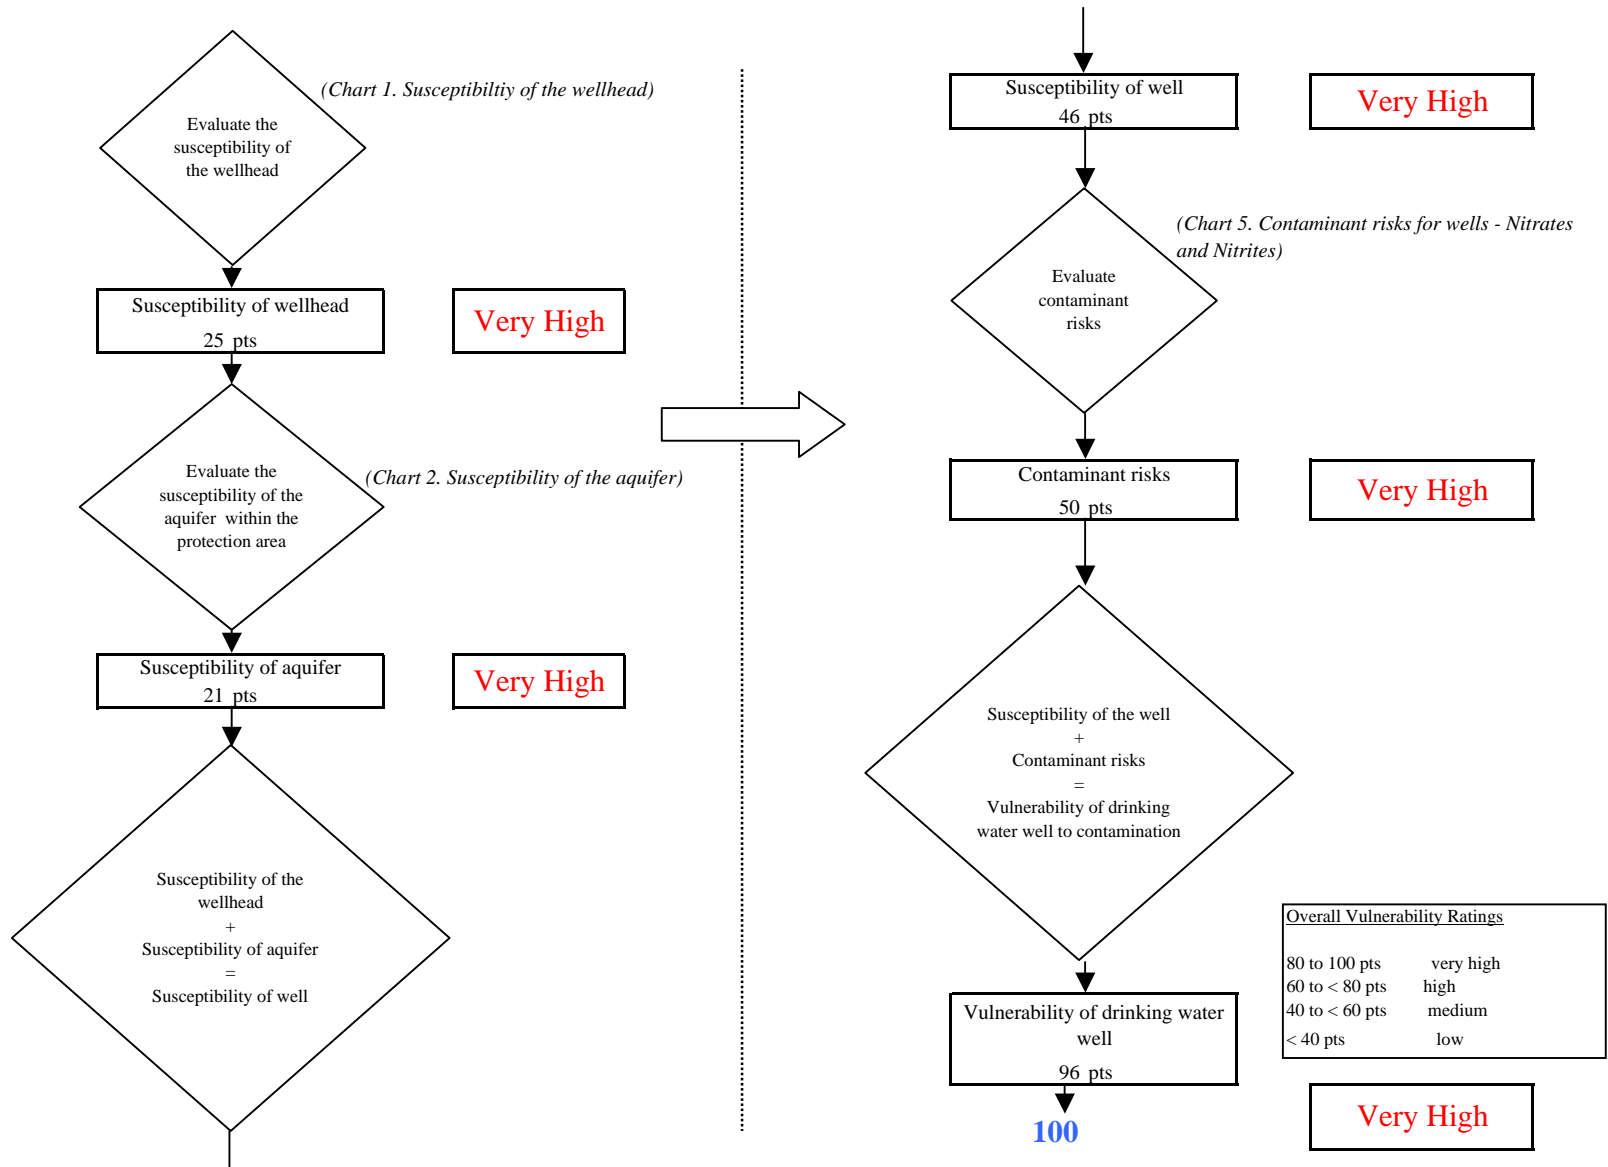 (Chart 1. Susceptibiltiy of the wellhead)
Evaluate the
susceptibility of
the wellhead
Susceptibility of wellhead
25 pts
Very High
Evaluate the
susceptibility of the
aquifer within the
protection area
(Chart 2. Susceptibility of the aquifer)
Susceptibility of aquifer
21 pts
Very High
Susceptibility of the
wellhead
+
Susceptibility of aquifer
=
Susceptibility of well
Susceptibility of well
46 pts
Very High
(Chart 5. Contaminant risks for wells - Nitrates
and Nitrites)
Evaluate
contaminant
risks
Contaminant risks
50 pts
Very High
Susceptibility of the well
+
Contaminant risks
=
Vulnerability of drinking
water well to contamination
Overall Vulnerability Ratings
80 to 100 pts very high
60 to < 80 pts high
40 to < 60 pts medium
< 40 pts low
Vulnerability of drinking water
well
96 pts
100
Very High